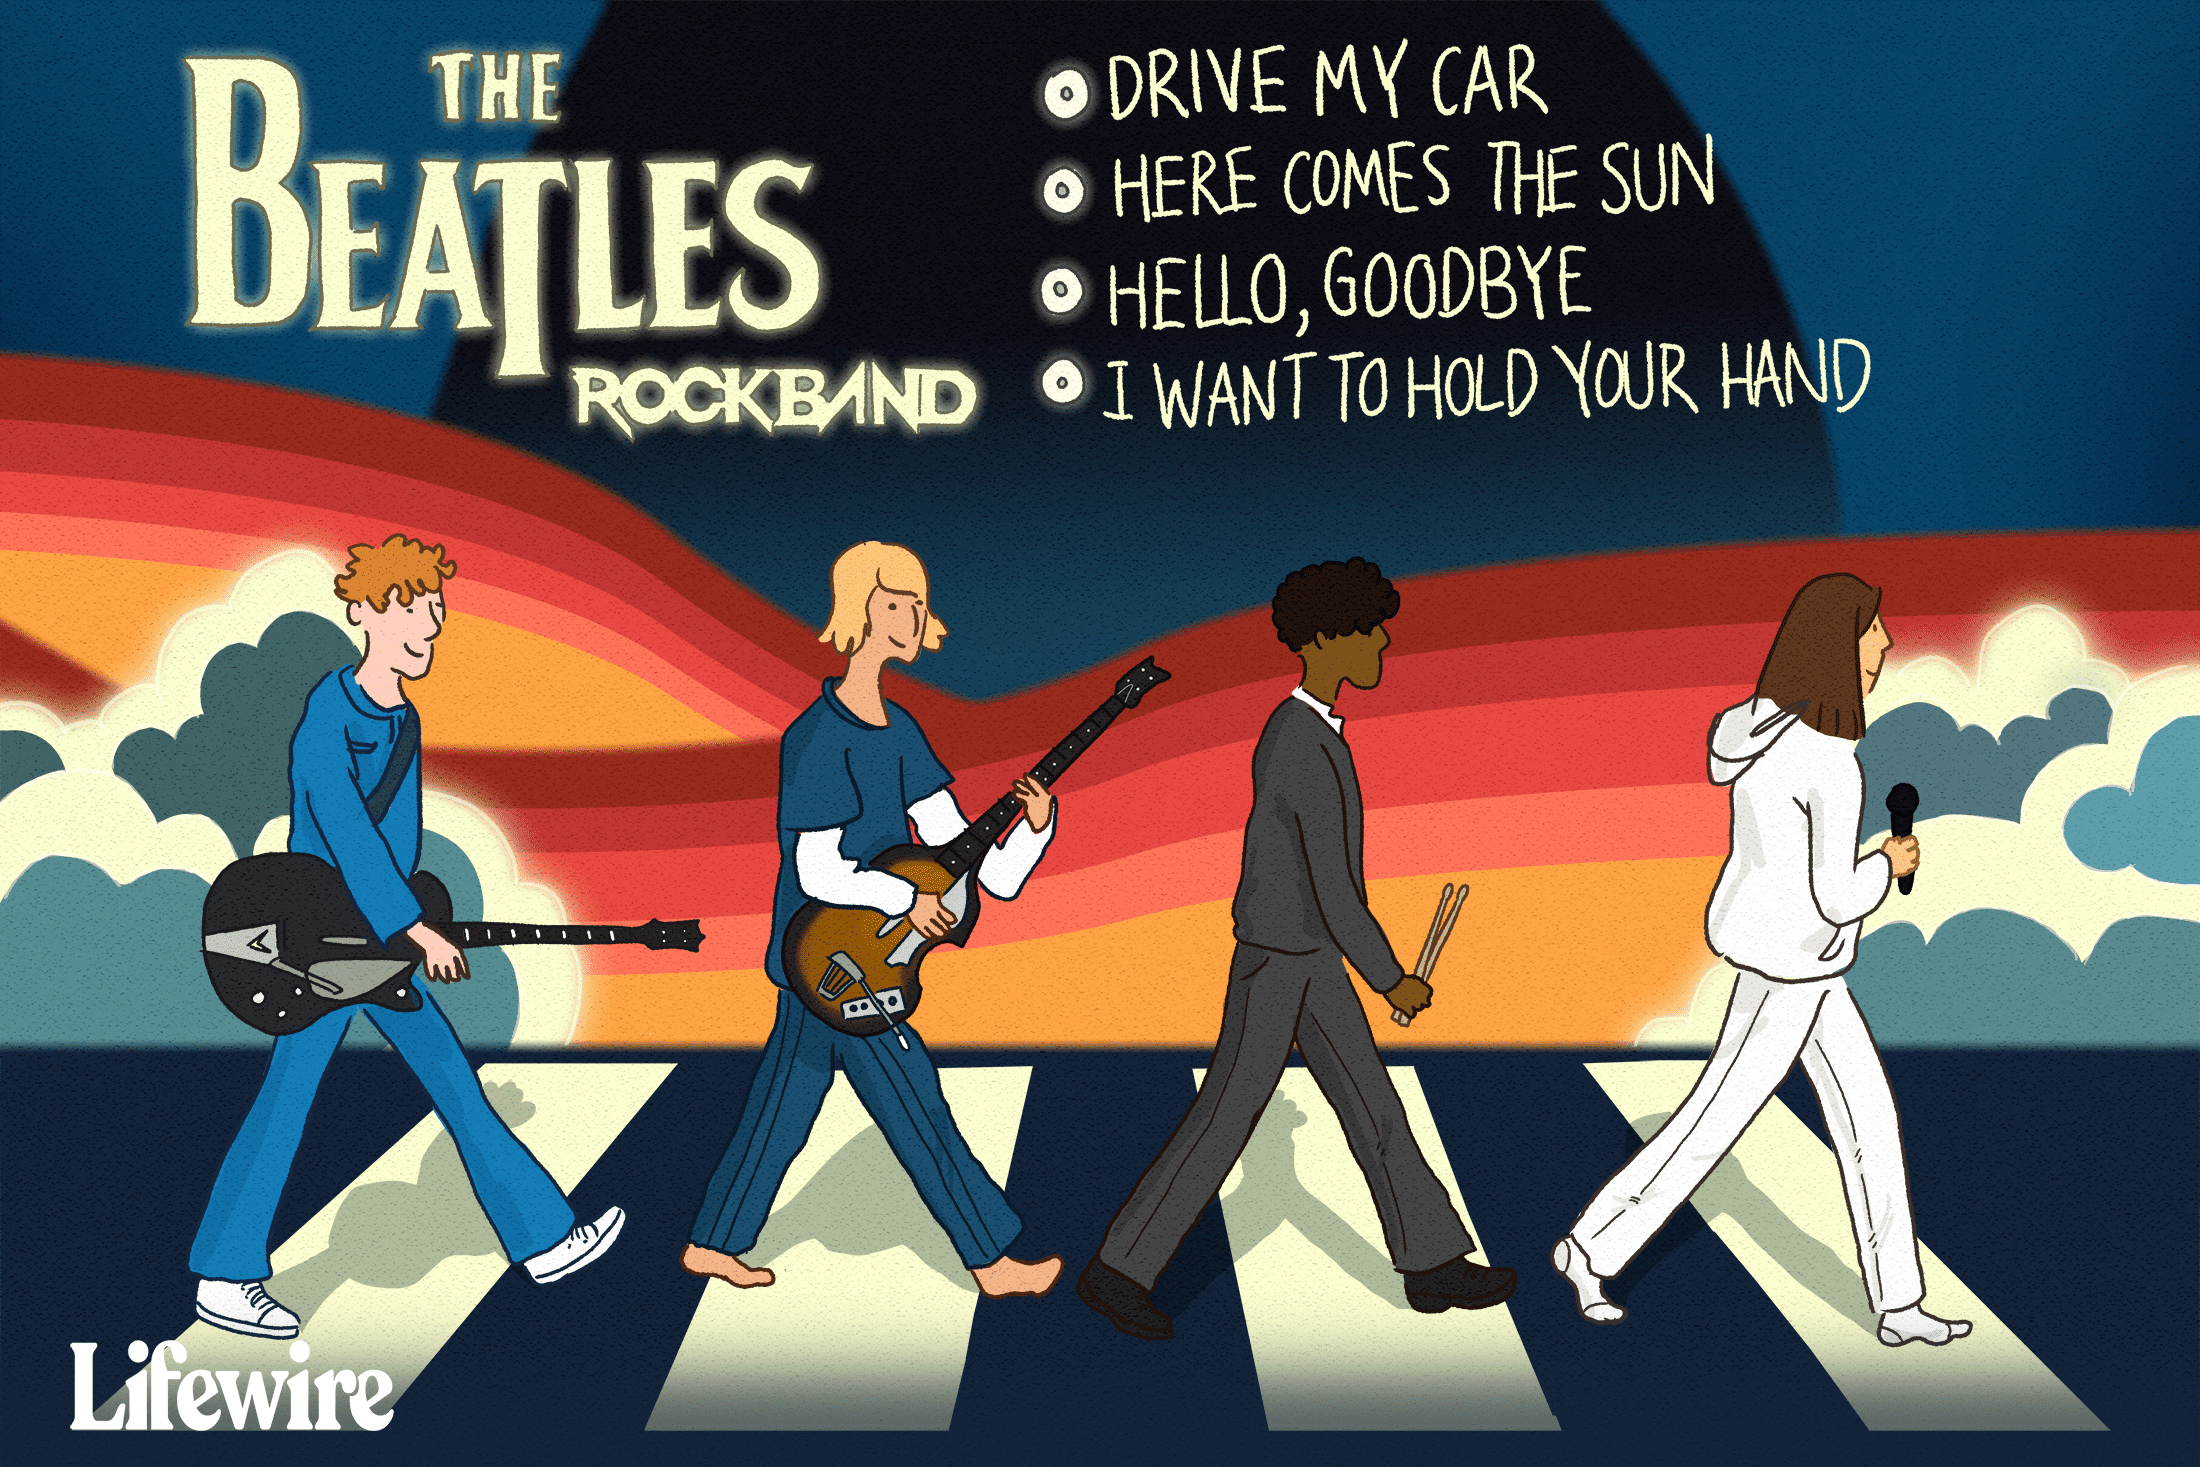 THE
BEATLES
ROCKBAND
DRIVE MY CAR
HERE COMES THE SUN
HELLO, GOODBYE
I WANT TO HOLD YOUR HAND
Lifewire